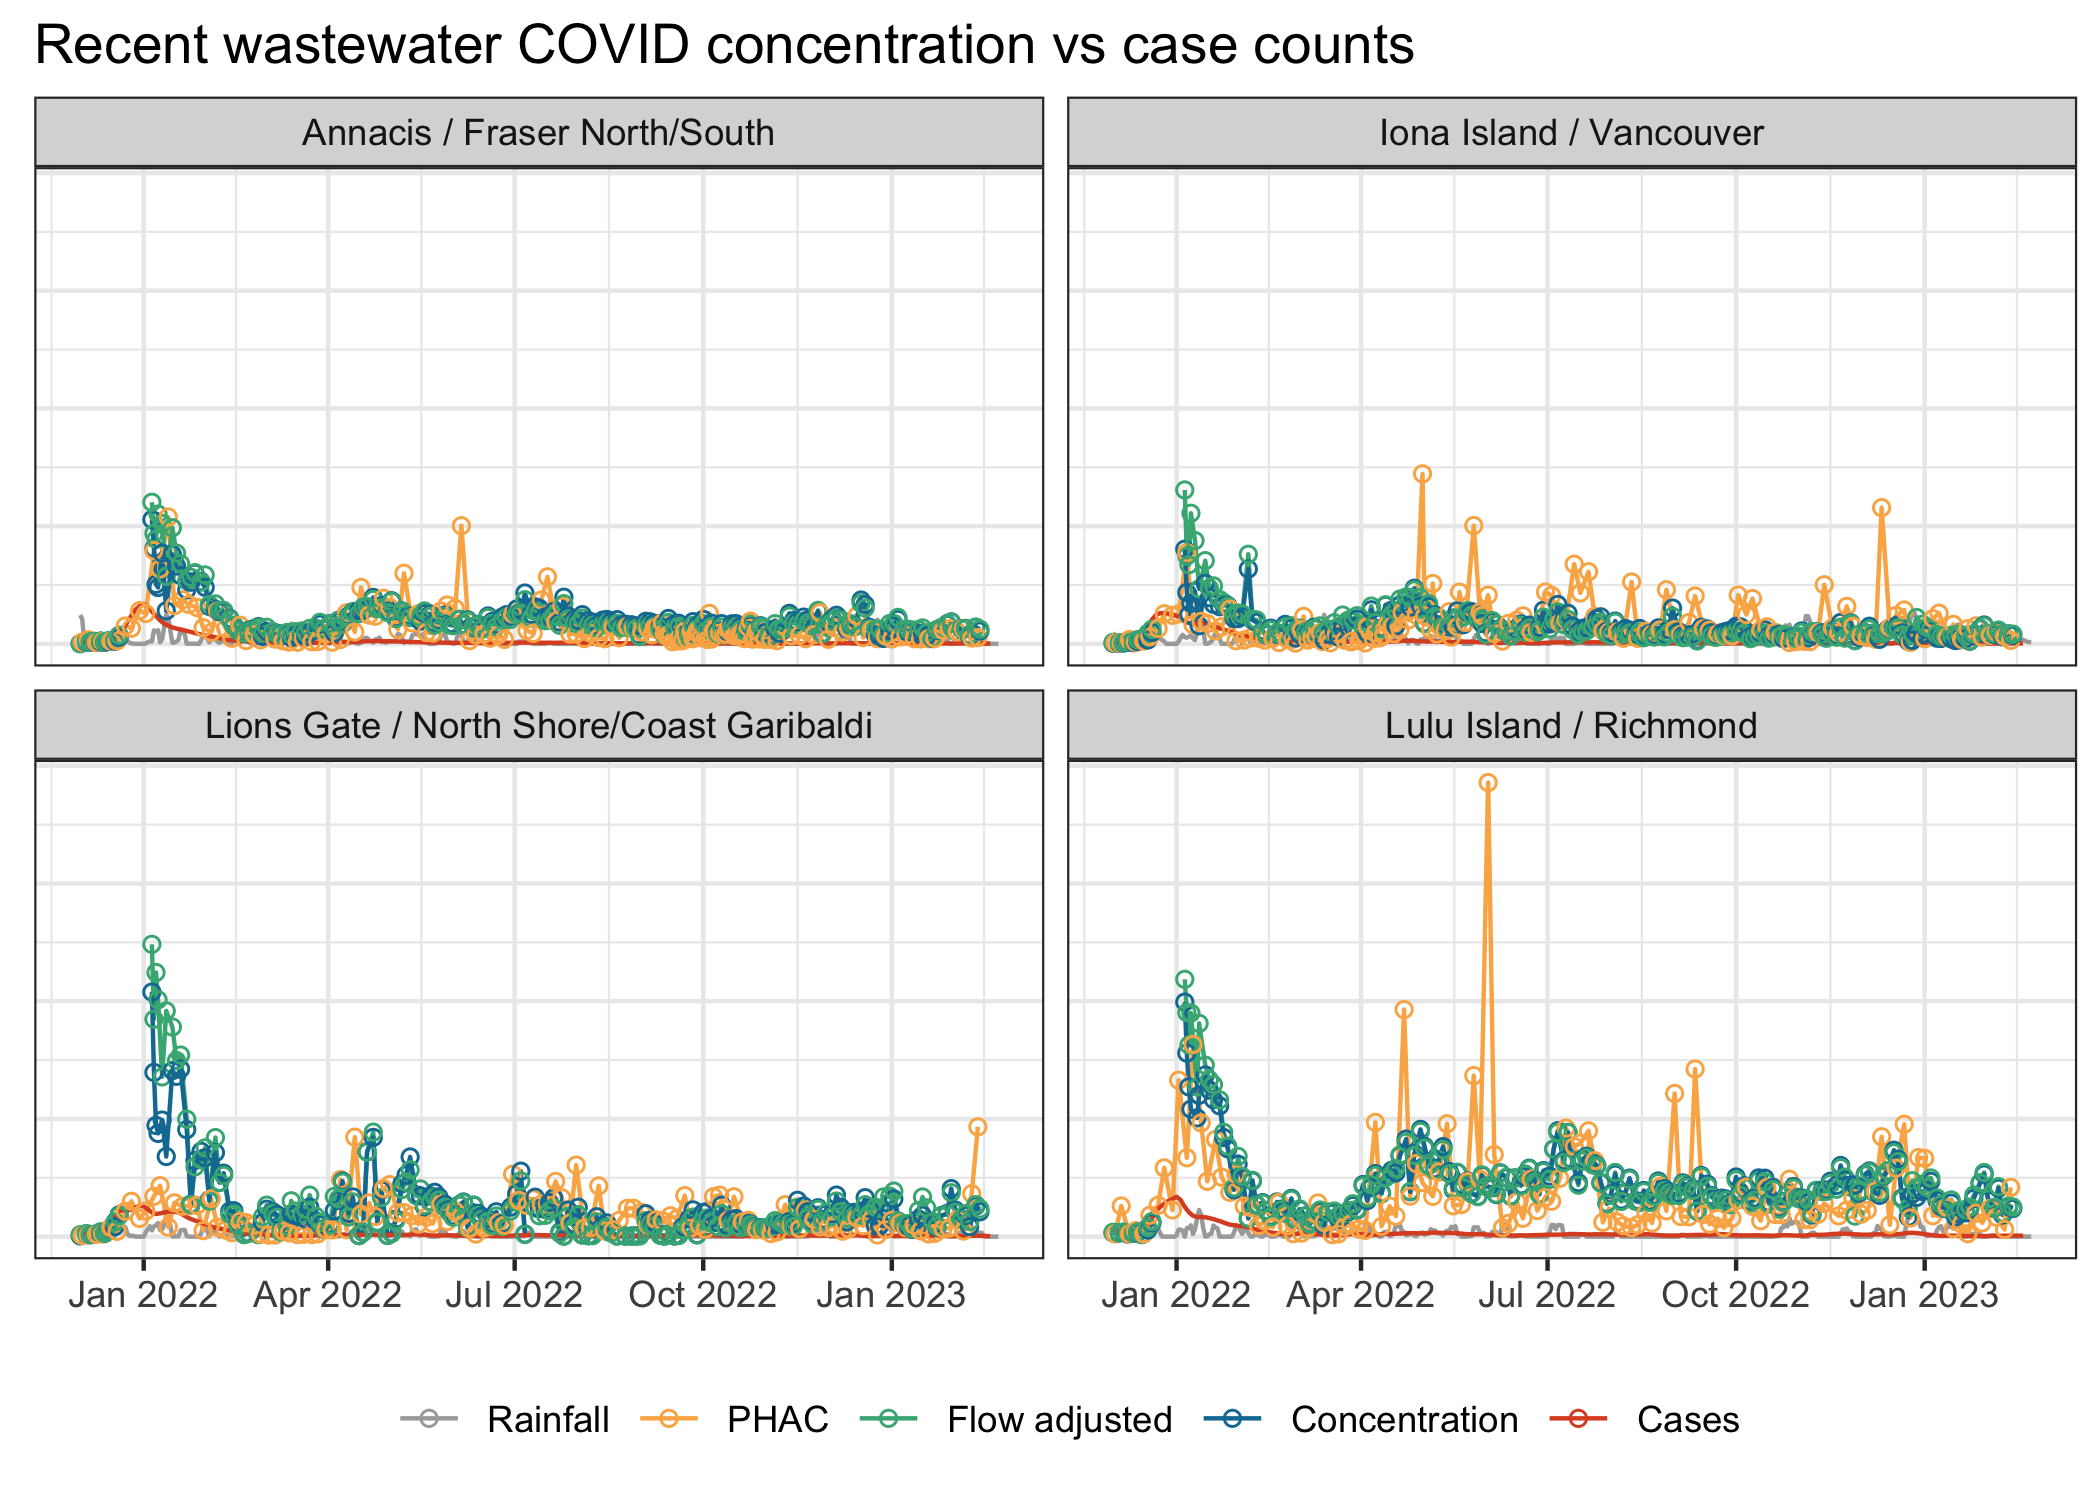 Recent wastewater COVID concentration vs case counts
Annacis / Fraser North/South
Iona Island / Vancouver
Lions Gate / North Shore/Coast Garibaldi
Lulu Island / Richmond
Jan 2022 Apr 2022 Jul 2022 Oct 2022 Jan 2023
Jan 2022 Apr 2022 Jul 2022 Oct 2022 Jan 2023
Rainfall PHAC Flow adjusted Concentration Cases